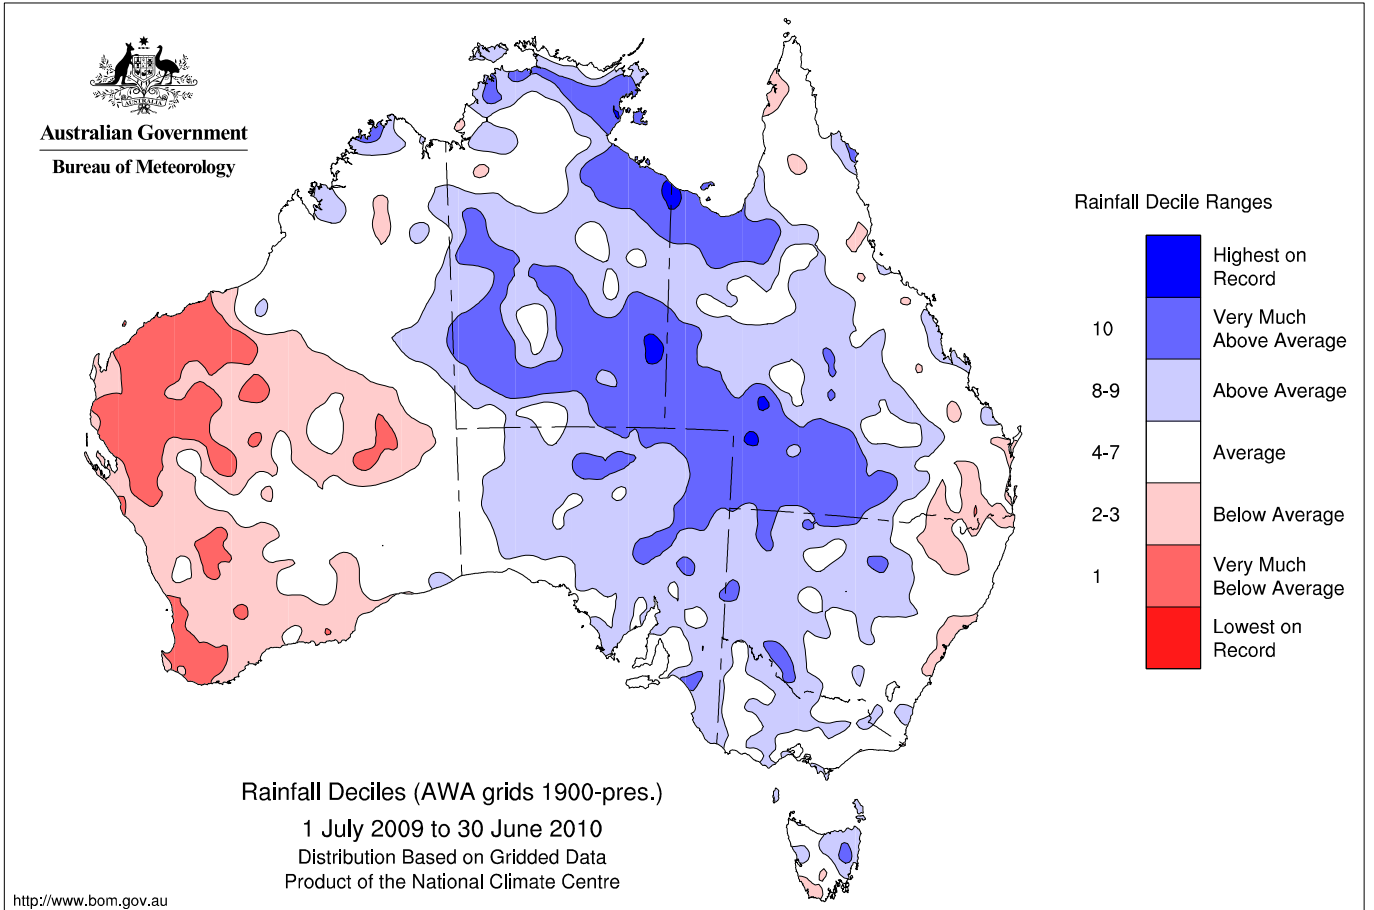 AUSTRALIA
Australian Government
Bureau of Meteorology
Rainfall Decile Ranges
Highest on
Record
10
Very Much
Above Average
8-9
Above Average
4-7
Average
2-3
Below Average
1
Very Much
Below Average
Lowest on
Record
Rainfall Deciles (AWA grids 1900-pres.)
1 July 2009 to 30 June 2010
Distribution Based on Gridded Data
Product of the National Climate Centre
http://www.bom.gov.au